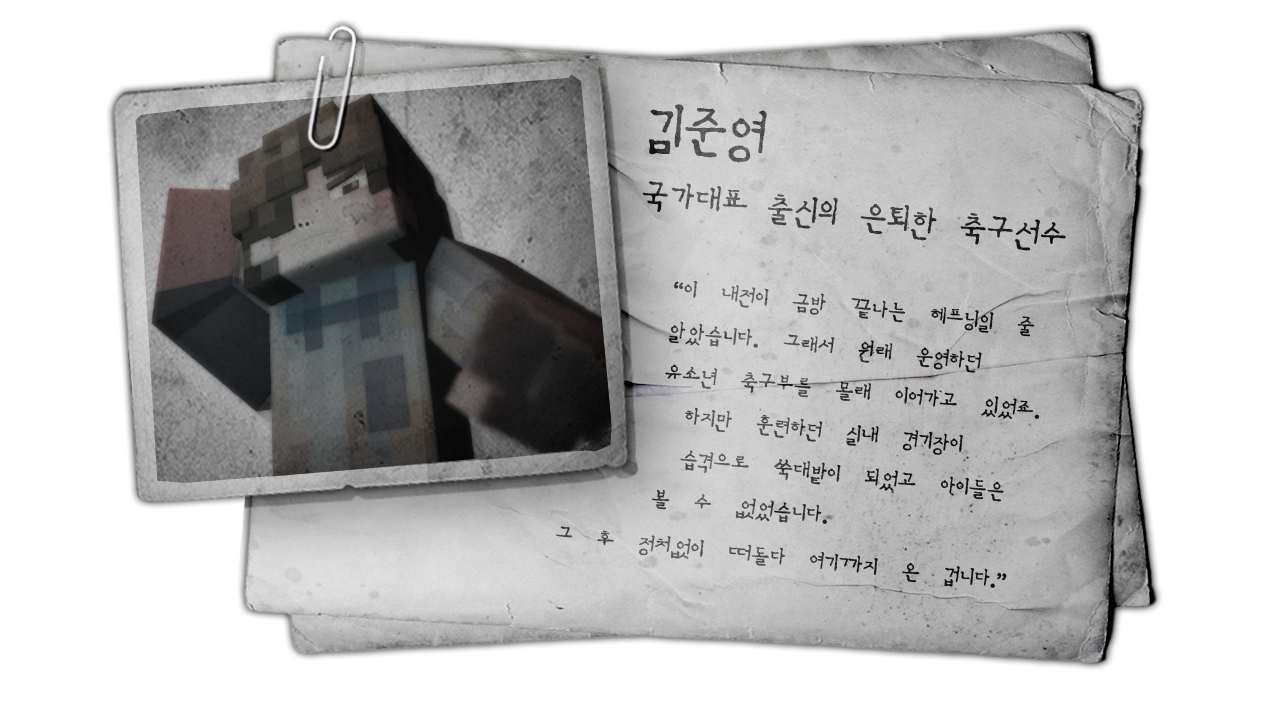 김준영
국가대표 출신의 은퇴한 축구선수
“이 내전이 금방 끝나는 헤프닝일 줄
알았습니다. 그래서 원래 운영하던
유소년 축구부를 몰래 이어가고 있었죠.
하지만 훈련하던 실내 경기장이
습격으로 쑥대밭이 되었고 아이들은
볼 수 없었습니다.
그 후 정처없이 떠돌다 여기까지 온 겁니다.”